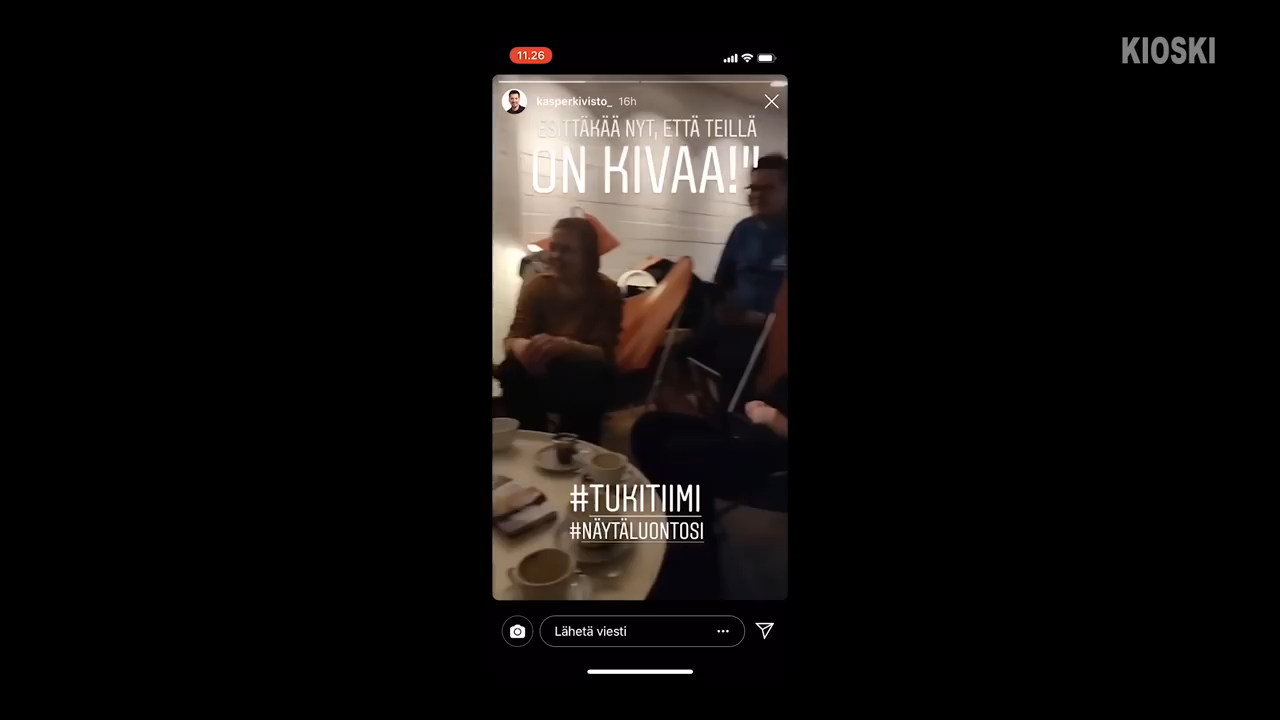 KIOSKI
11.26
kasperkivisto_ 16h
ESITTÄKÄÄ NYT, ETTÄ TEILLÄ
ON KIVAA!"
#TUKITIIMI
#NÄYTÄLUONTOSI
Lähetä viesti